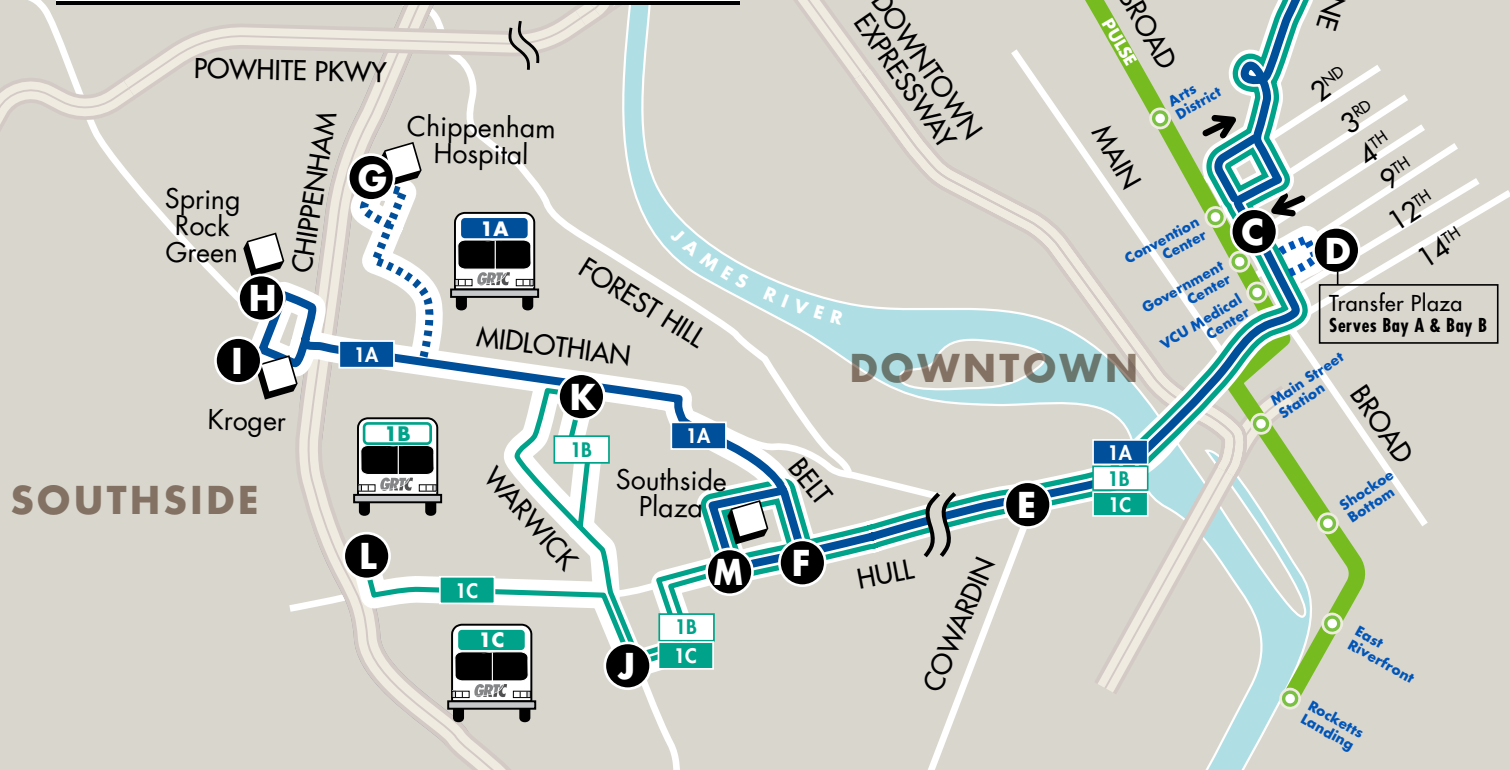 POWHITE PKWY
DOWNTOWN
EXPRESSWAY
BROAD
PULSE
NE
Arts
District
2ND
3RD
4TH
9TH
12TH
14TH
MAIN
Chippenham
Hospital
G
CHIPPENHAM
Spring
Rock
Green
H
I
Kroger
1A
GRTC
1A
MIDLOTHIAN
FOREST HILL
JAMES RIVER
DOWNTOWN
Convention
Center
Government
Center
VCU Medical
Center
C
D
Transfer Plaza
Serves Bay A & Bay B
Main Street
Station
BROAD
K
1B
1A
1B
GRTC
WARWICK
Southside
Plaza
BELT
SOUTHSIDE
L
1C
M
F
HULL
E
1A
1B
1C
COWARDIN
Shockoe
Bottom
East
Riverfront
Rocketts
Landing
1B
1C
J
1C
GRTC